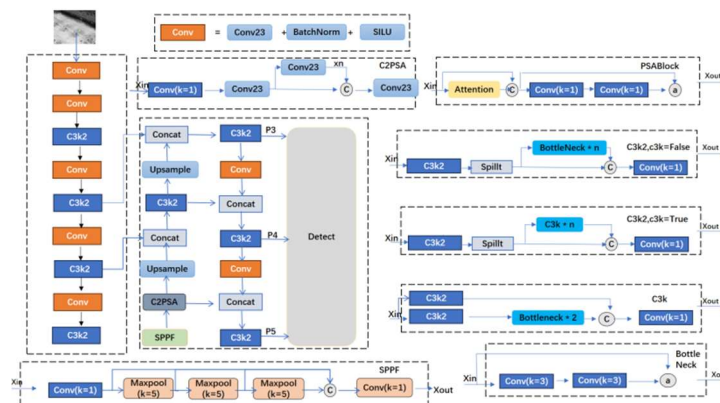 Conv = Conv23 +BatchNorm + SILU
Conv
Conv
C3k2
Conv
C3k2
Conv
C3k2
Conv
C3k2
C2PSA
Xin Conv(k=1) Conv23 Conv23 xn C Conv23
PSABlock
Xin Attention C Conv(k=1) Conv(k=1) a Xout
Concat C3k2 P3
Upsample Conv
C3k2 Concat
Concat C3k2 P4
Upsample Conv
C2PSA Concat
SPPF C3k2 P5
Detect
C3k2,c3k=False
Xin C3k2 Spillt BottleNeck * n C Conv(k=1) Xout
C3k2,c3k=True
Xin C3k2 Spillt C3k * n C Conv(k=1) Xout
C3k
Xin C3k2 C3k2 Bottleneck * 2 C Conv(k=1) Xout
SPPF
Xin Conv(k=1) Maxpool (k=5) Maxpool (k=5) Maxpool (k=5) C Conv(k=1) Xout
Bottle
Neck
Xin Conv(k=3) Conv(k=3) a